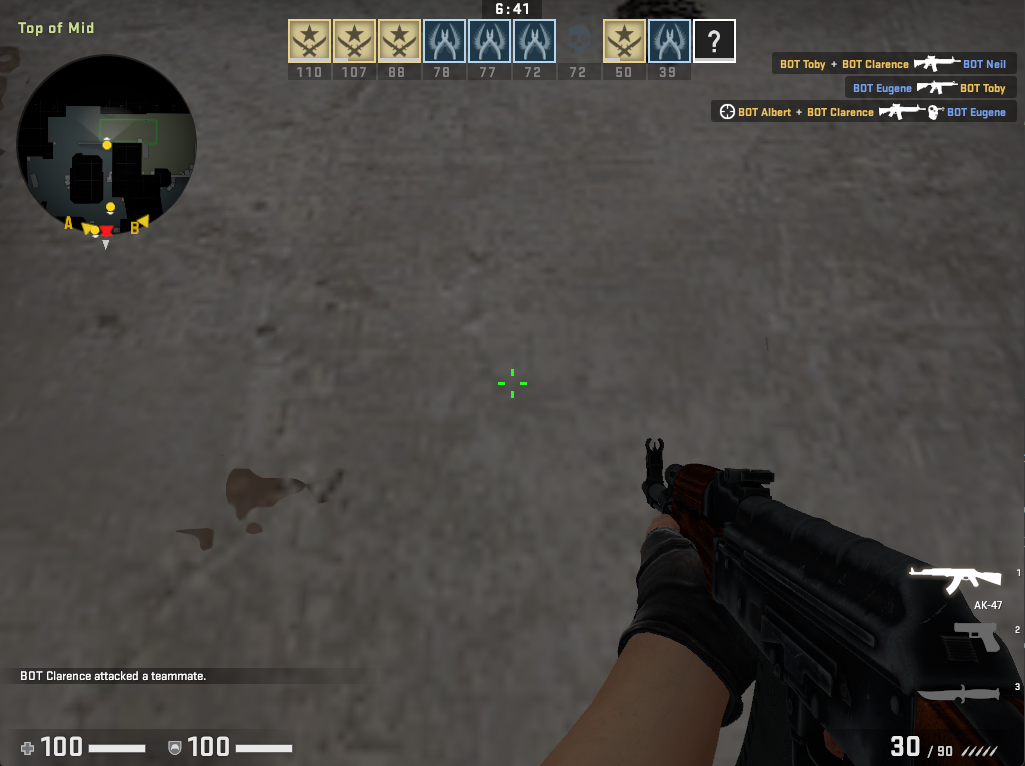 6:41
Top of Mid
?
110 107 88 78 77 72 72 50 39
BOT Toby + BOT Clarence BOT Neil
BOT Eugene BOT Toby
BOT Albert + BOT Clarence BOT Eugene
A B
1
AK-47
2
3
BOT Clarence attacked a teammate.
100 100 30 / 90